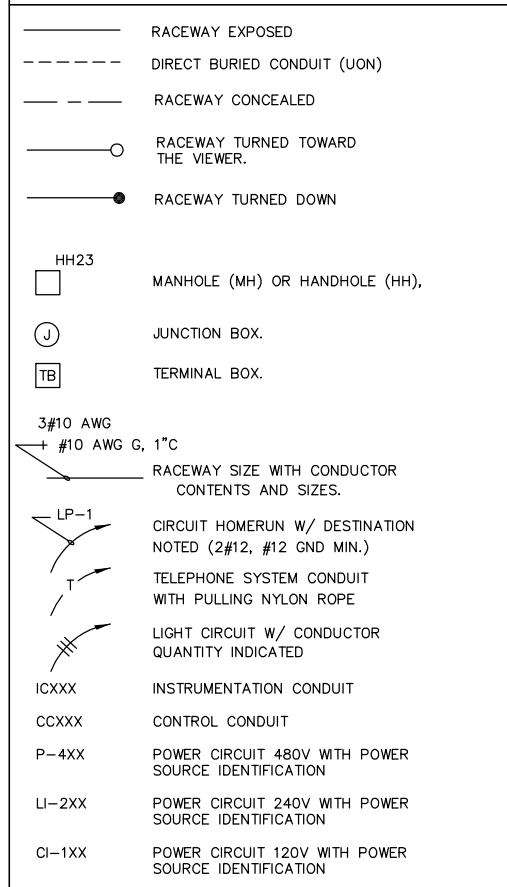 RACEWAY EXPOSED
DIRECT BURIED CONDUIT (UON)
RACEWAY CONCEALED
RACEWAY TURNED TOWARD
THE VIEWER.
RACEWAY TURNED DOWN
HH23
MANHOLE (MH) OR HANDHOLE (HH),
J
JUNCTION BOX.
TB
TERMINAL BOX.
3#10 AWG
#10 AWG G, 1"C
RACEWAY SIZE WITH CONDUCTOR
CONTENTS AND SIZES.
LP-1
CIRCUIT HOMERUN W/ DESTINATION
NOTED (2#12, #12 GND MIN.)
T
TELEPHONE SYSTEM CONDUIT
WITH PULLING NYLON ROPE
LIGHT CIRCUIT W/ CONDUCTOR
QUANTITY INDICATED
ICXXX INSTRUMENTATION CONDUIT
CCXXX CONTROL CONDUIT
P-4XX POWER CIRCUIT 480V WITH POWER
SOURCE IDENTIFICATION
LI-2XX POWER CIRCUIT 240V WITH POWER
SOURCE IDENTIFICATION
CI-1XX POWER CIRCUIT 120V WITH POWER
SOURCE IDENTIFICATION